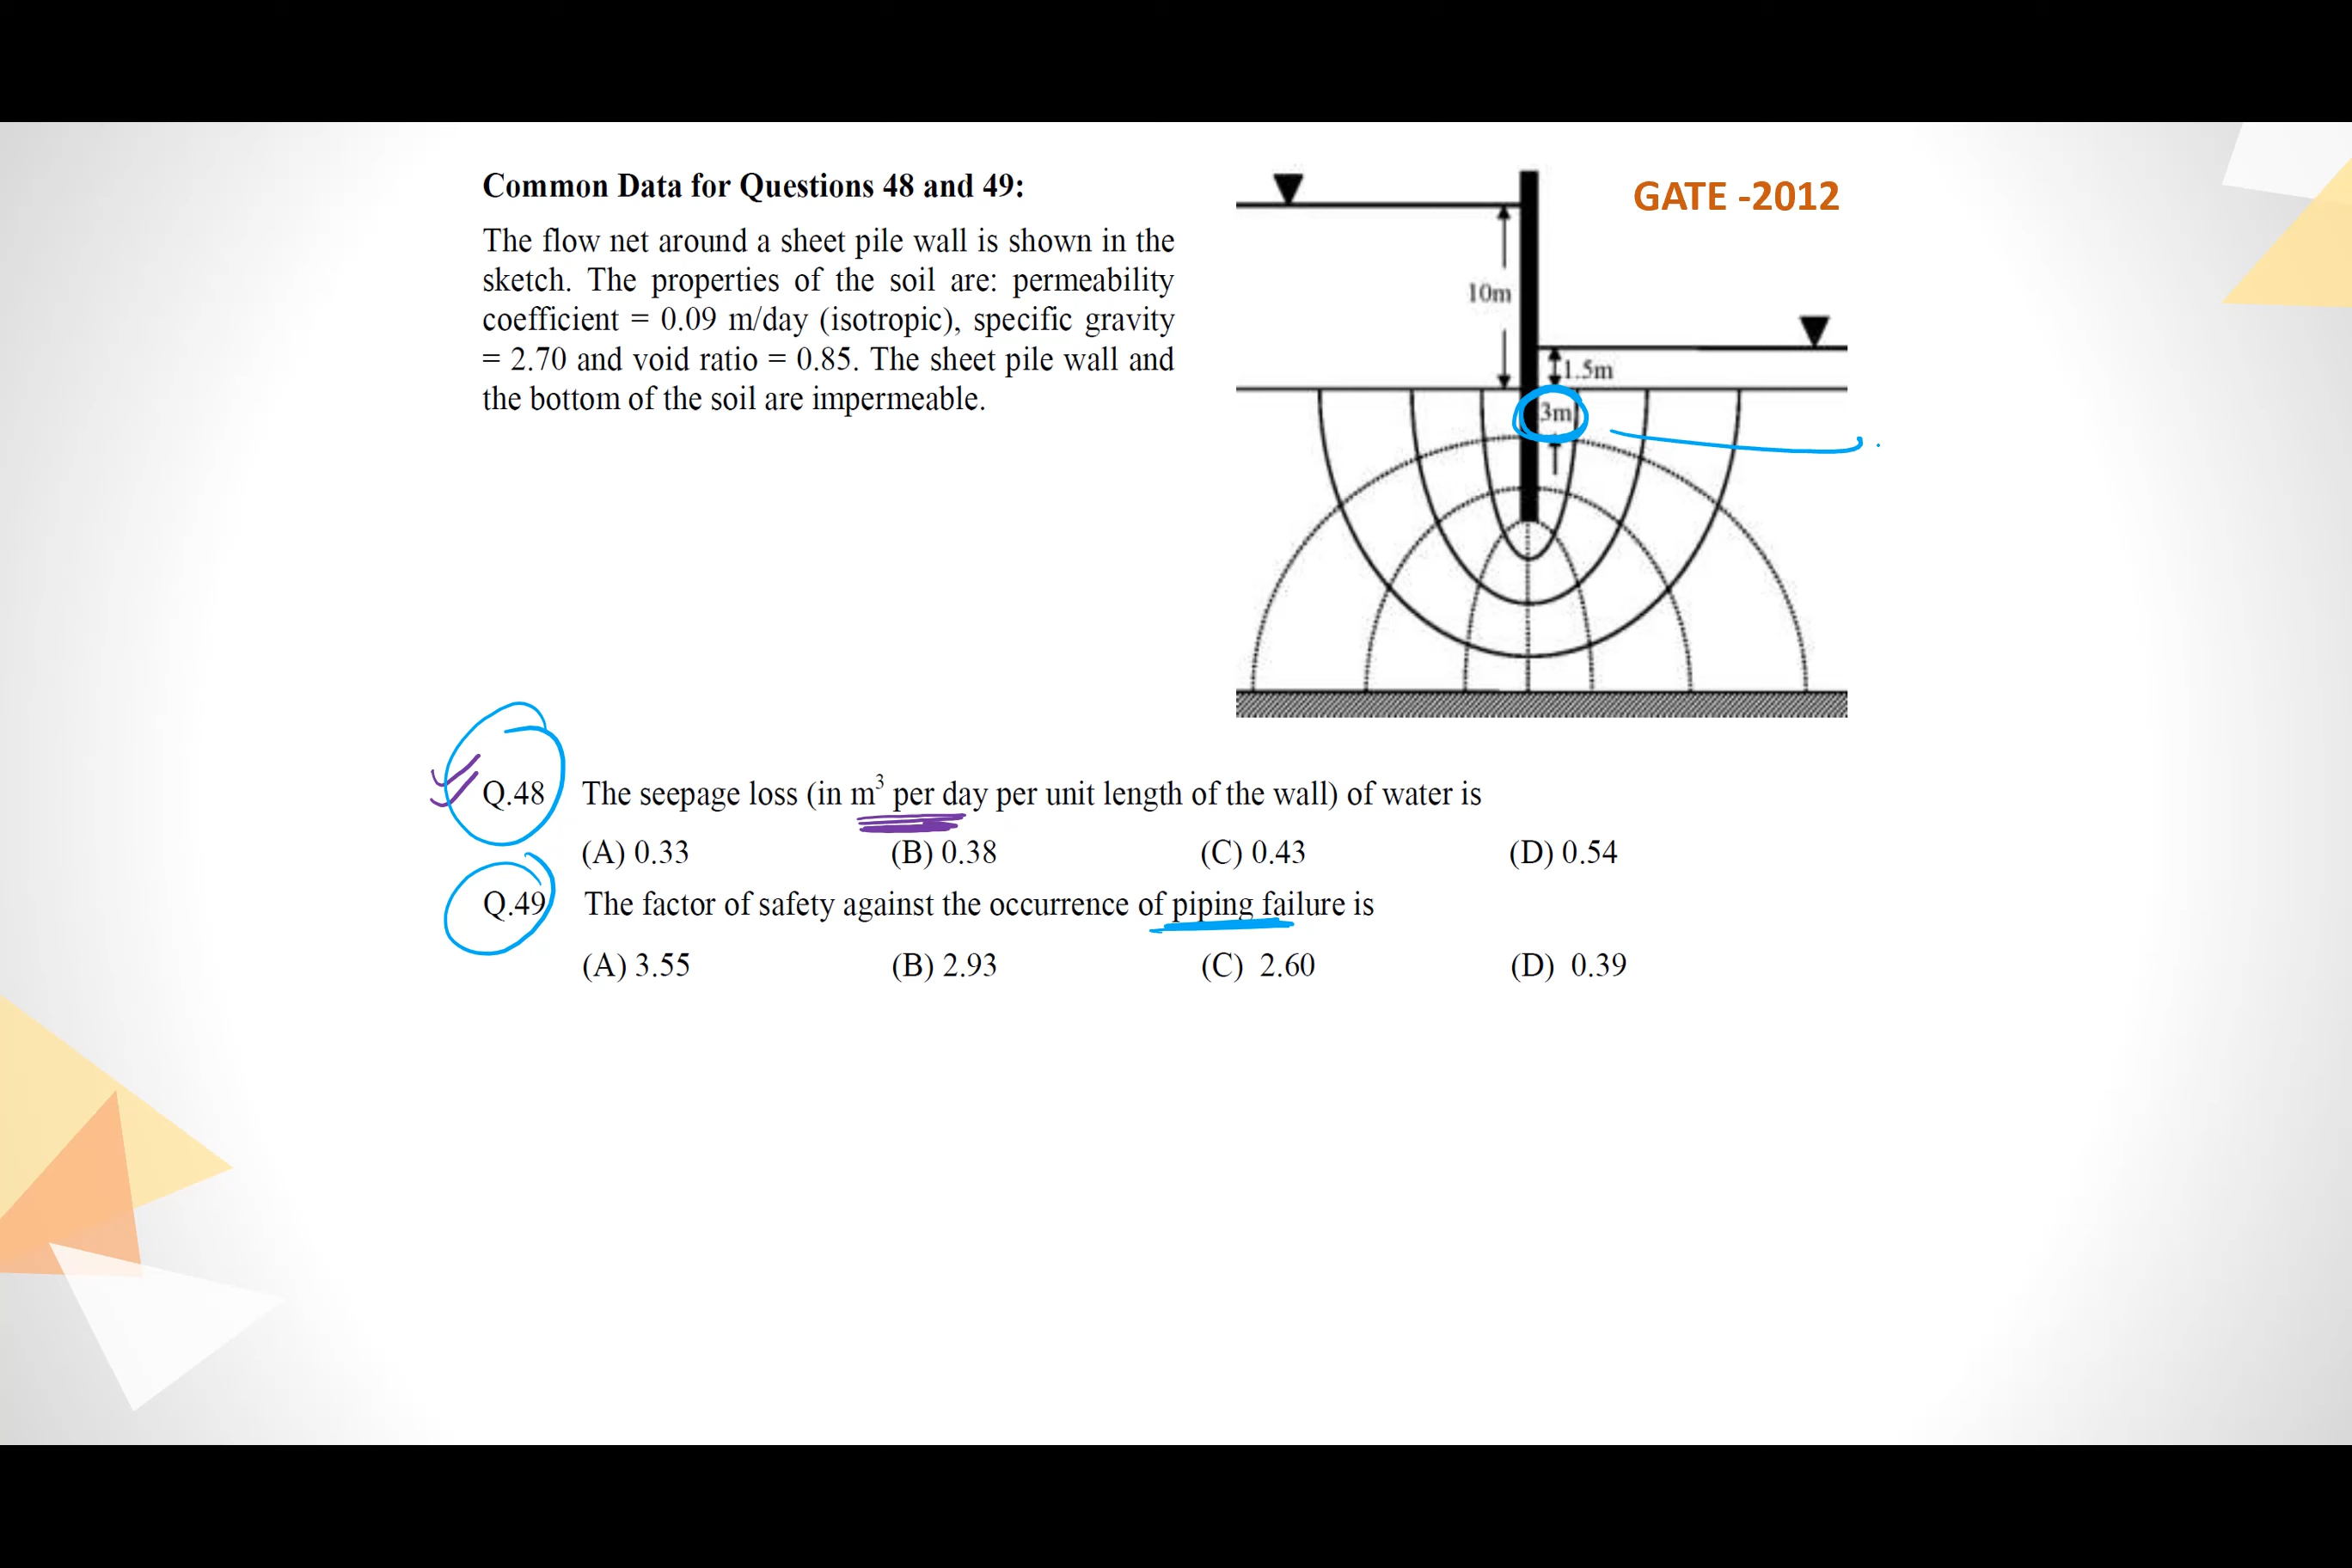 Common Data for Questions 48 and 49:
The flow net around a sheet pile wall is shown in the
sketch. The properties of the soil are: permeability
coefficient = 0.09 m/day (isotropic), specific gravity
= 2.70 and void ratio = 0.85. The sheet pile wall and
the bottom of the soil are impermeable.
GATE -2012
10m
1.5m
3m
Q.48 The seepage loss (in m³ per day per unit length of the wall) of water is
(A) 0.33 (B) 0.38 (C) 0.43 (D) 0.54
Q.49 The factor of safety against the occurrence of piping failure is
(A) 3.55 (B) 2.93 (C) 2.60 (D) 0.39